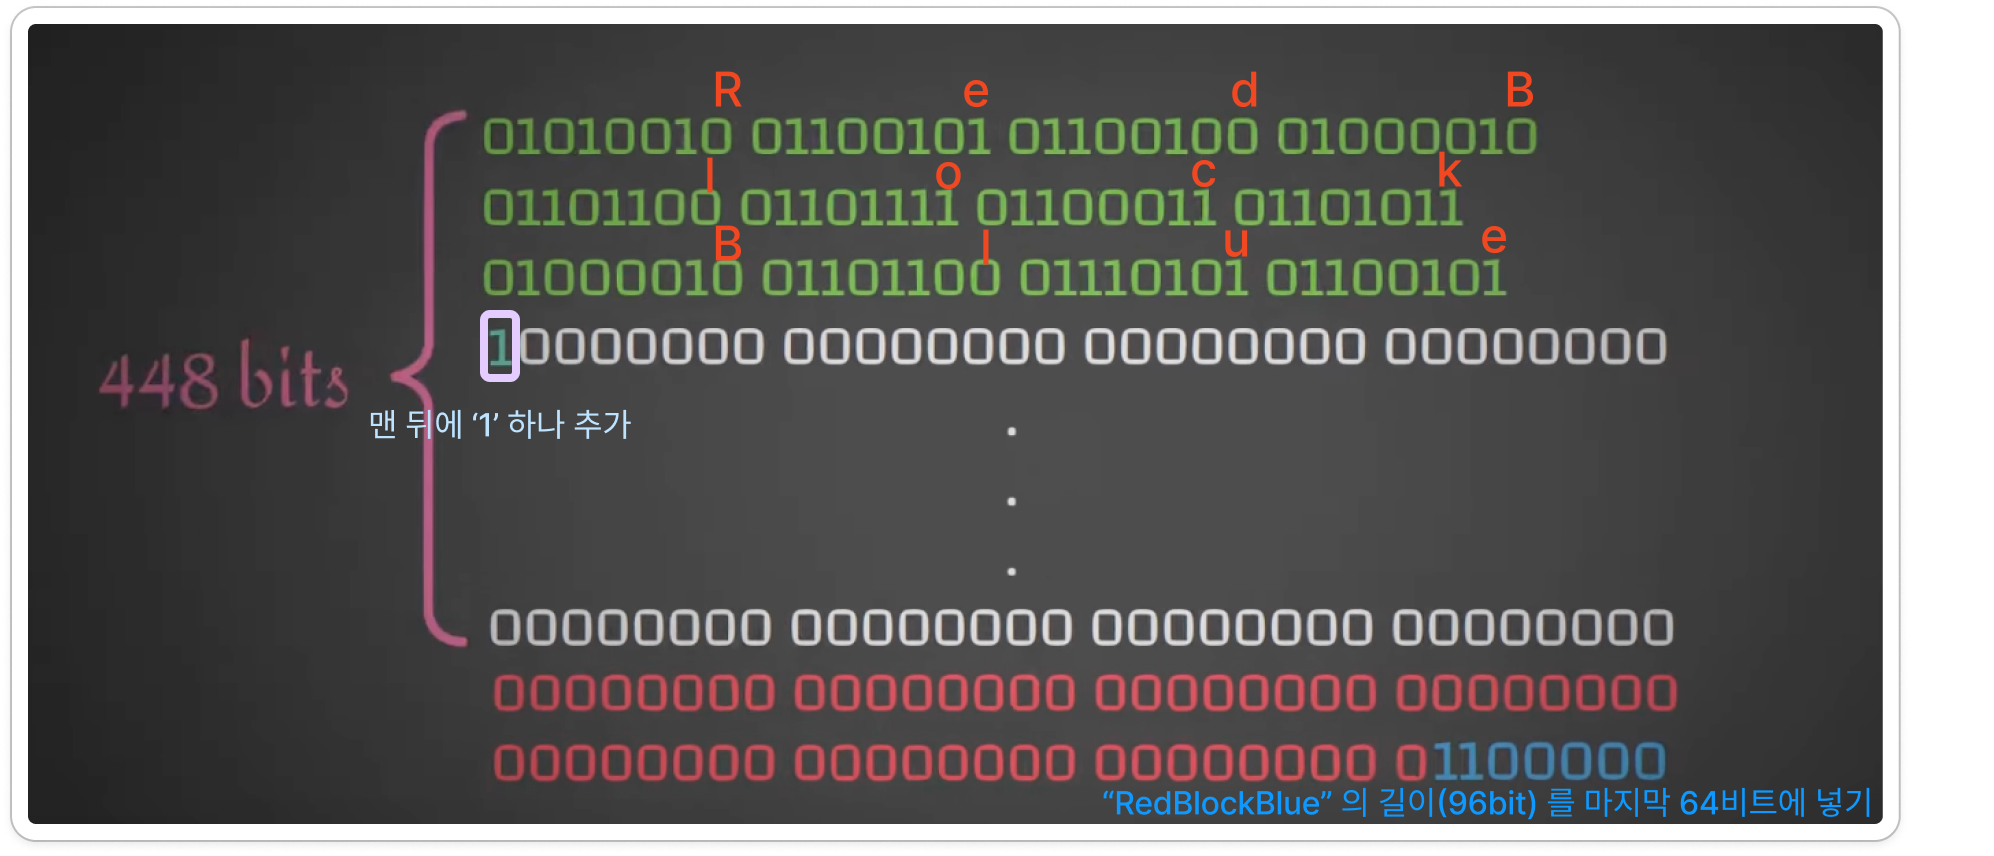 R e d B
01010010 01100101 01100100 01000010
l o c k
01101100 01101111 01100011 01101011
B l u e
01000010 01101100 01110101 01100101
10000000 00000000 00000000 00000000
448 bits
맨 뒤에 ‘1’ 하나 추가
.
.
.
00000000 00000000 00000000 00000000
00000000 00000000 00000000 00000000
00000000 00000000 00000000 01100000
“RedBlockBlue” 의 길이(96bit) 를 마지막 64비트에 넣기